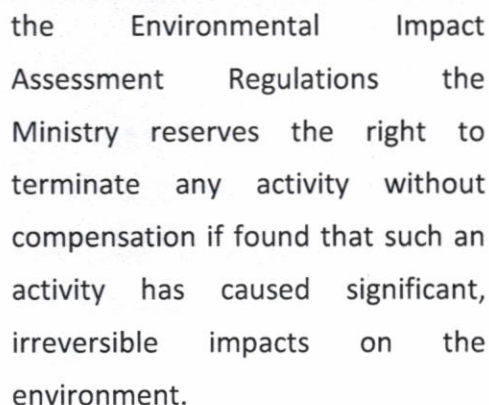 the Environmental Impact
Assessment Regulations the
Ministry reserves the right to
terminate any activity without
compensation if found that such an
activity has caused significant,
irreversible impacts on the
environment.